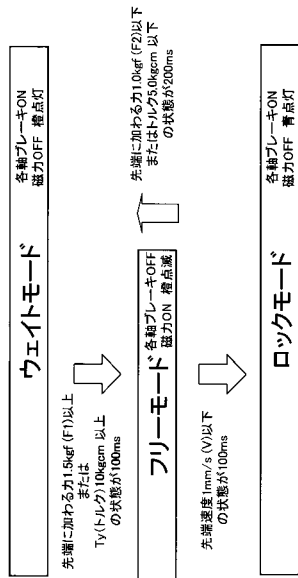 ウェイトモード
各軸ブレーキON
磁力OFF 橙点灯
先端に加わる力1.5kgf (F1)以上
または
Ty(トルク)10kgcm 以上
の状態が100ms
先端に加わる力1.0kgf (F2)以下
またはトルク5.0kgcm 以下
の状態が200ms
フリーモード
各軸ブレーキOFF
磁力ON 橙点滅
先端速度1mm/s (V)以下
の状態が100ms
ロックモード
各軸ブレーキON
磁力OFF 青点灯